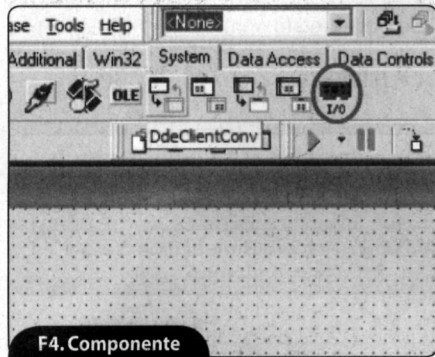 ase Tools Help <None>
Additional Win32 System Data Access Data Controls
OLE I/O
DdeClientConv
F4. Componente